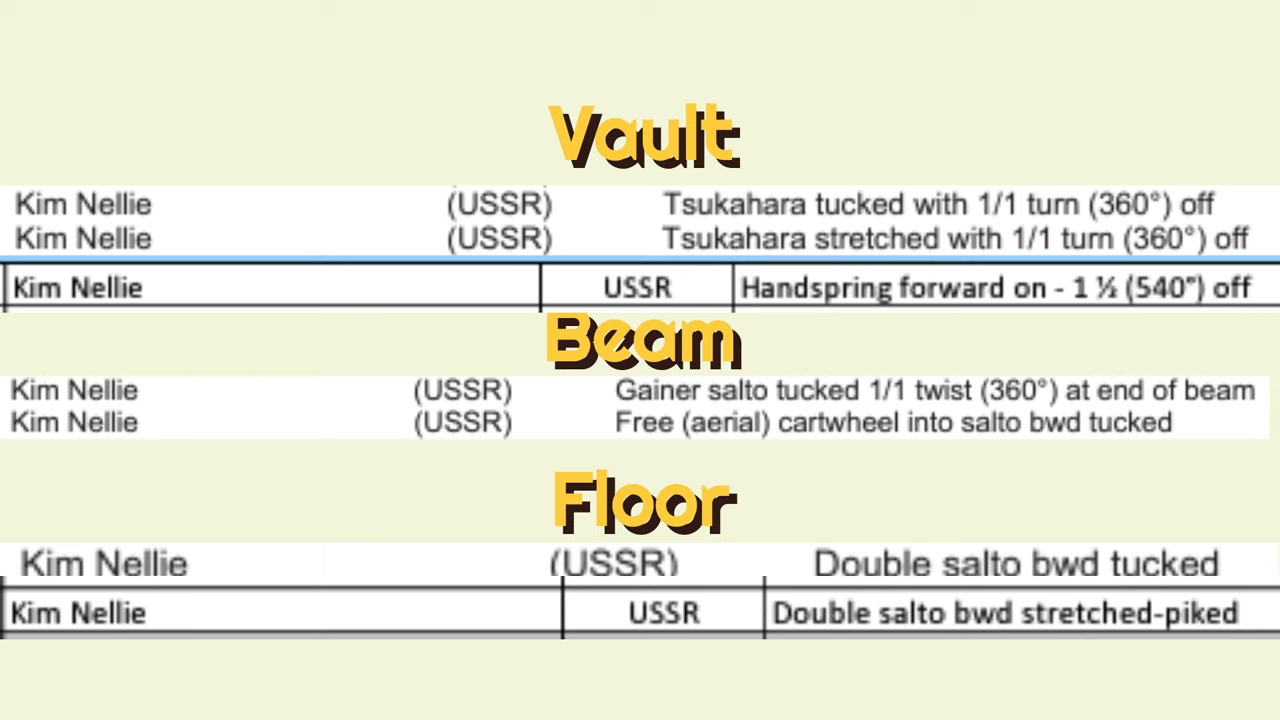 Vault
Kim Nellie (USSR) Tsukahara tucked with 1/1 turn (360°) off
Kim Nellie (USSR) Tsukahara stretched with 1/1 turn (360°) off
Kim Nellie USSR Handspring forward on - 1 ½ (540°) off
Beam
Kim Nellie (USSR) Gainer salto tucked 1/1 twist (360°) at end of beam
Kim Nellie (USSR) Free (aerial) cartwheel into salto bwd tucked
Floor
Kim Nellie (USSR) Double salto bwd tucked
Kim Nellie USSR Double salto bwd stretched-piked